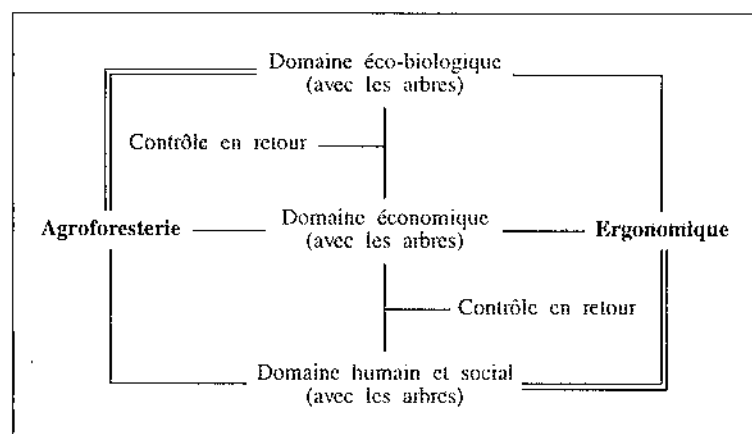 Domaine éco-biologique
(avec les arbres)
Contrôle en retour
Agroforesterie
Domaine économique
(avec les arbres)
Ergonomique
Contrôle en retour
Domaine humain et social
(avec les arbres)